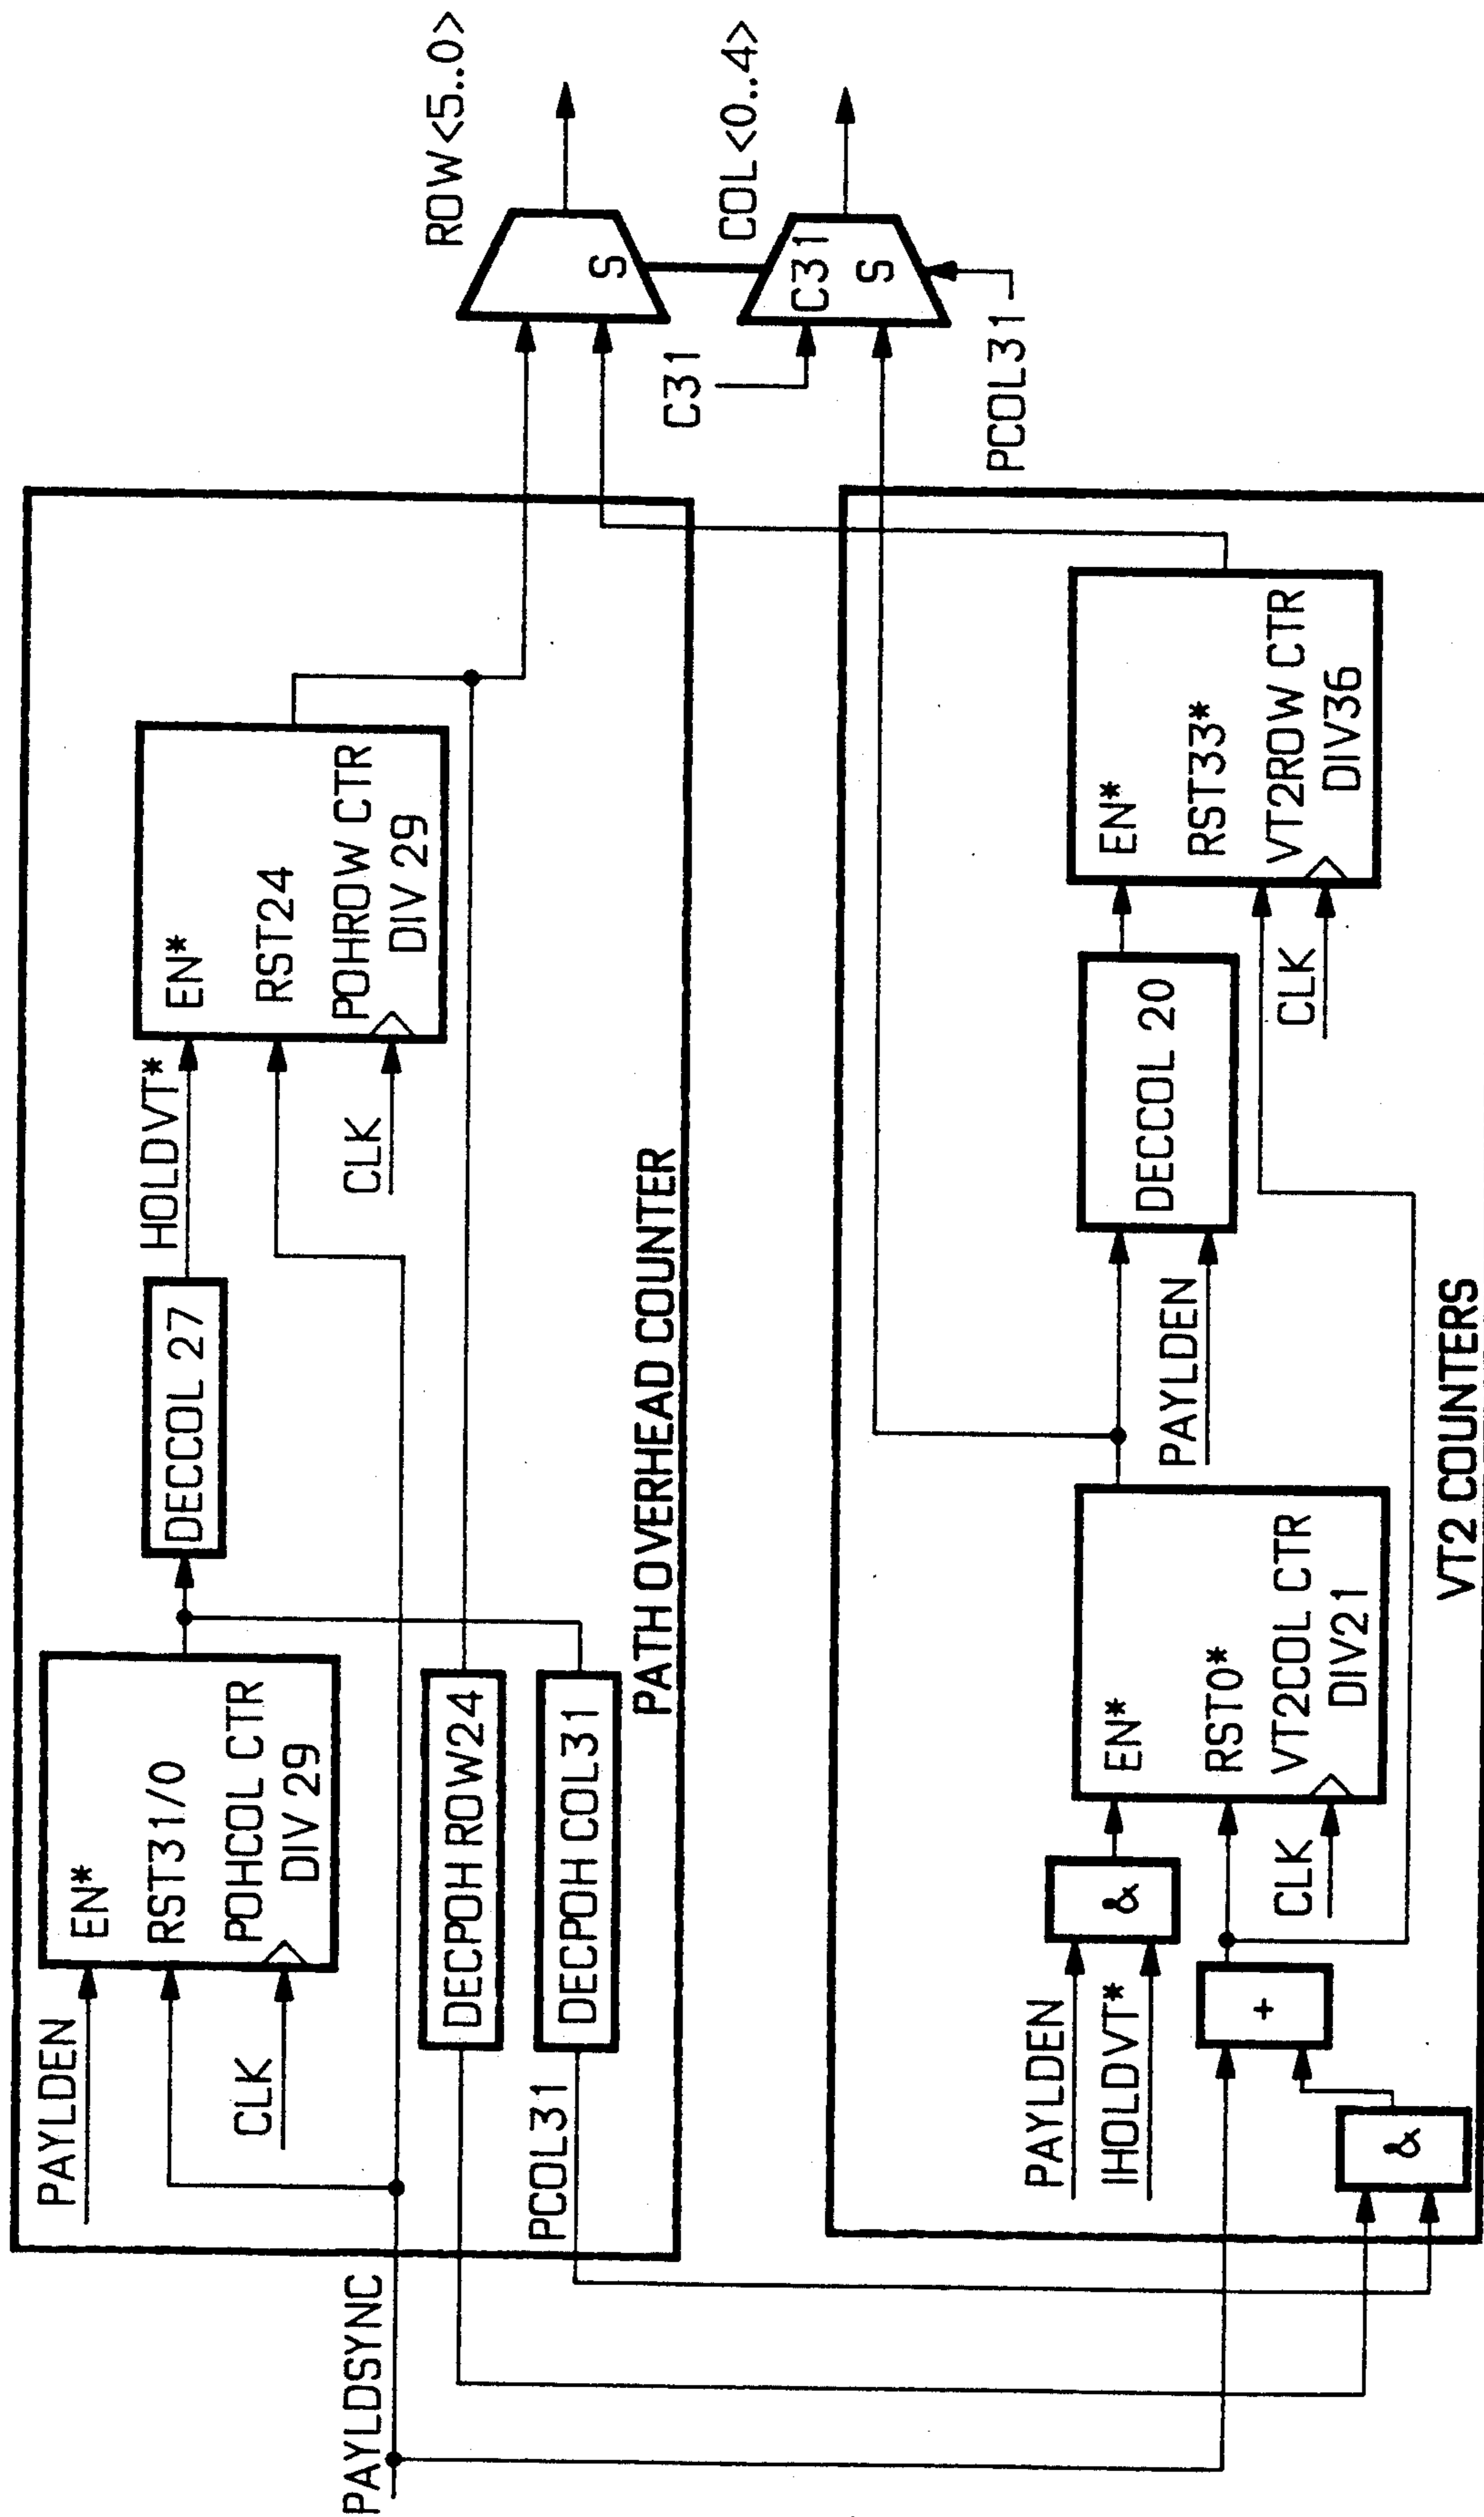 PAYLDSYNC
PAYLDEN
EN*
RST31/0
POHCOL CTR
DIV 29
CLK
DECCOL 27
HOLDVT*
EN*
RST24
POHROW CTR
DIV 29
CLK
DECPOH ROW24
DECPOH COL31
PCOL31
PATH OVERHEAD COUNTER
ROW<5..0>
S
C31
C31
S
COL<0..4>
PCOL31
PAYLDEN
IHOLDVT*
&
+
&
EN*
RST0*
VT2COL CTR
DIV21
CLK
PAYLDEN
DECCOL 20
EN*
RST33*
VT2ROW CTR
DIV36
CLK
VT2 COUNTERS